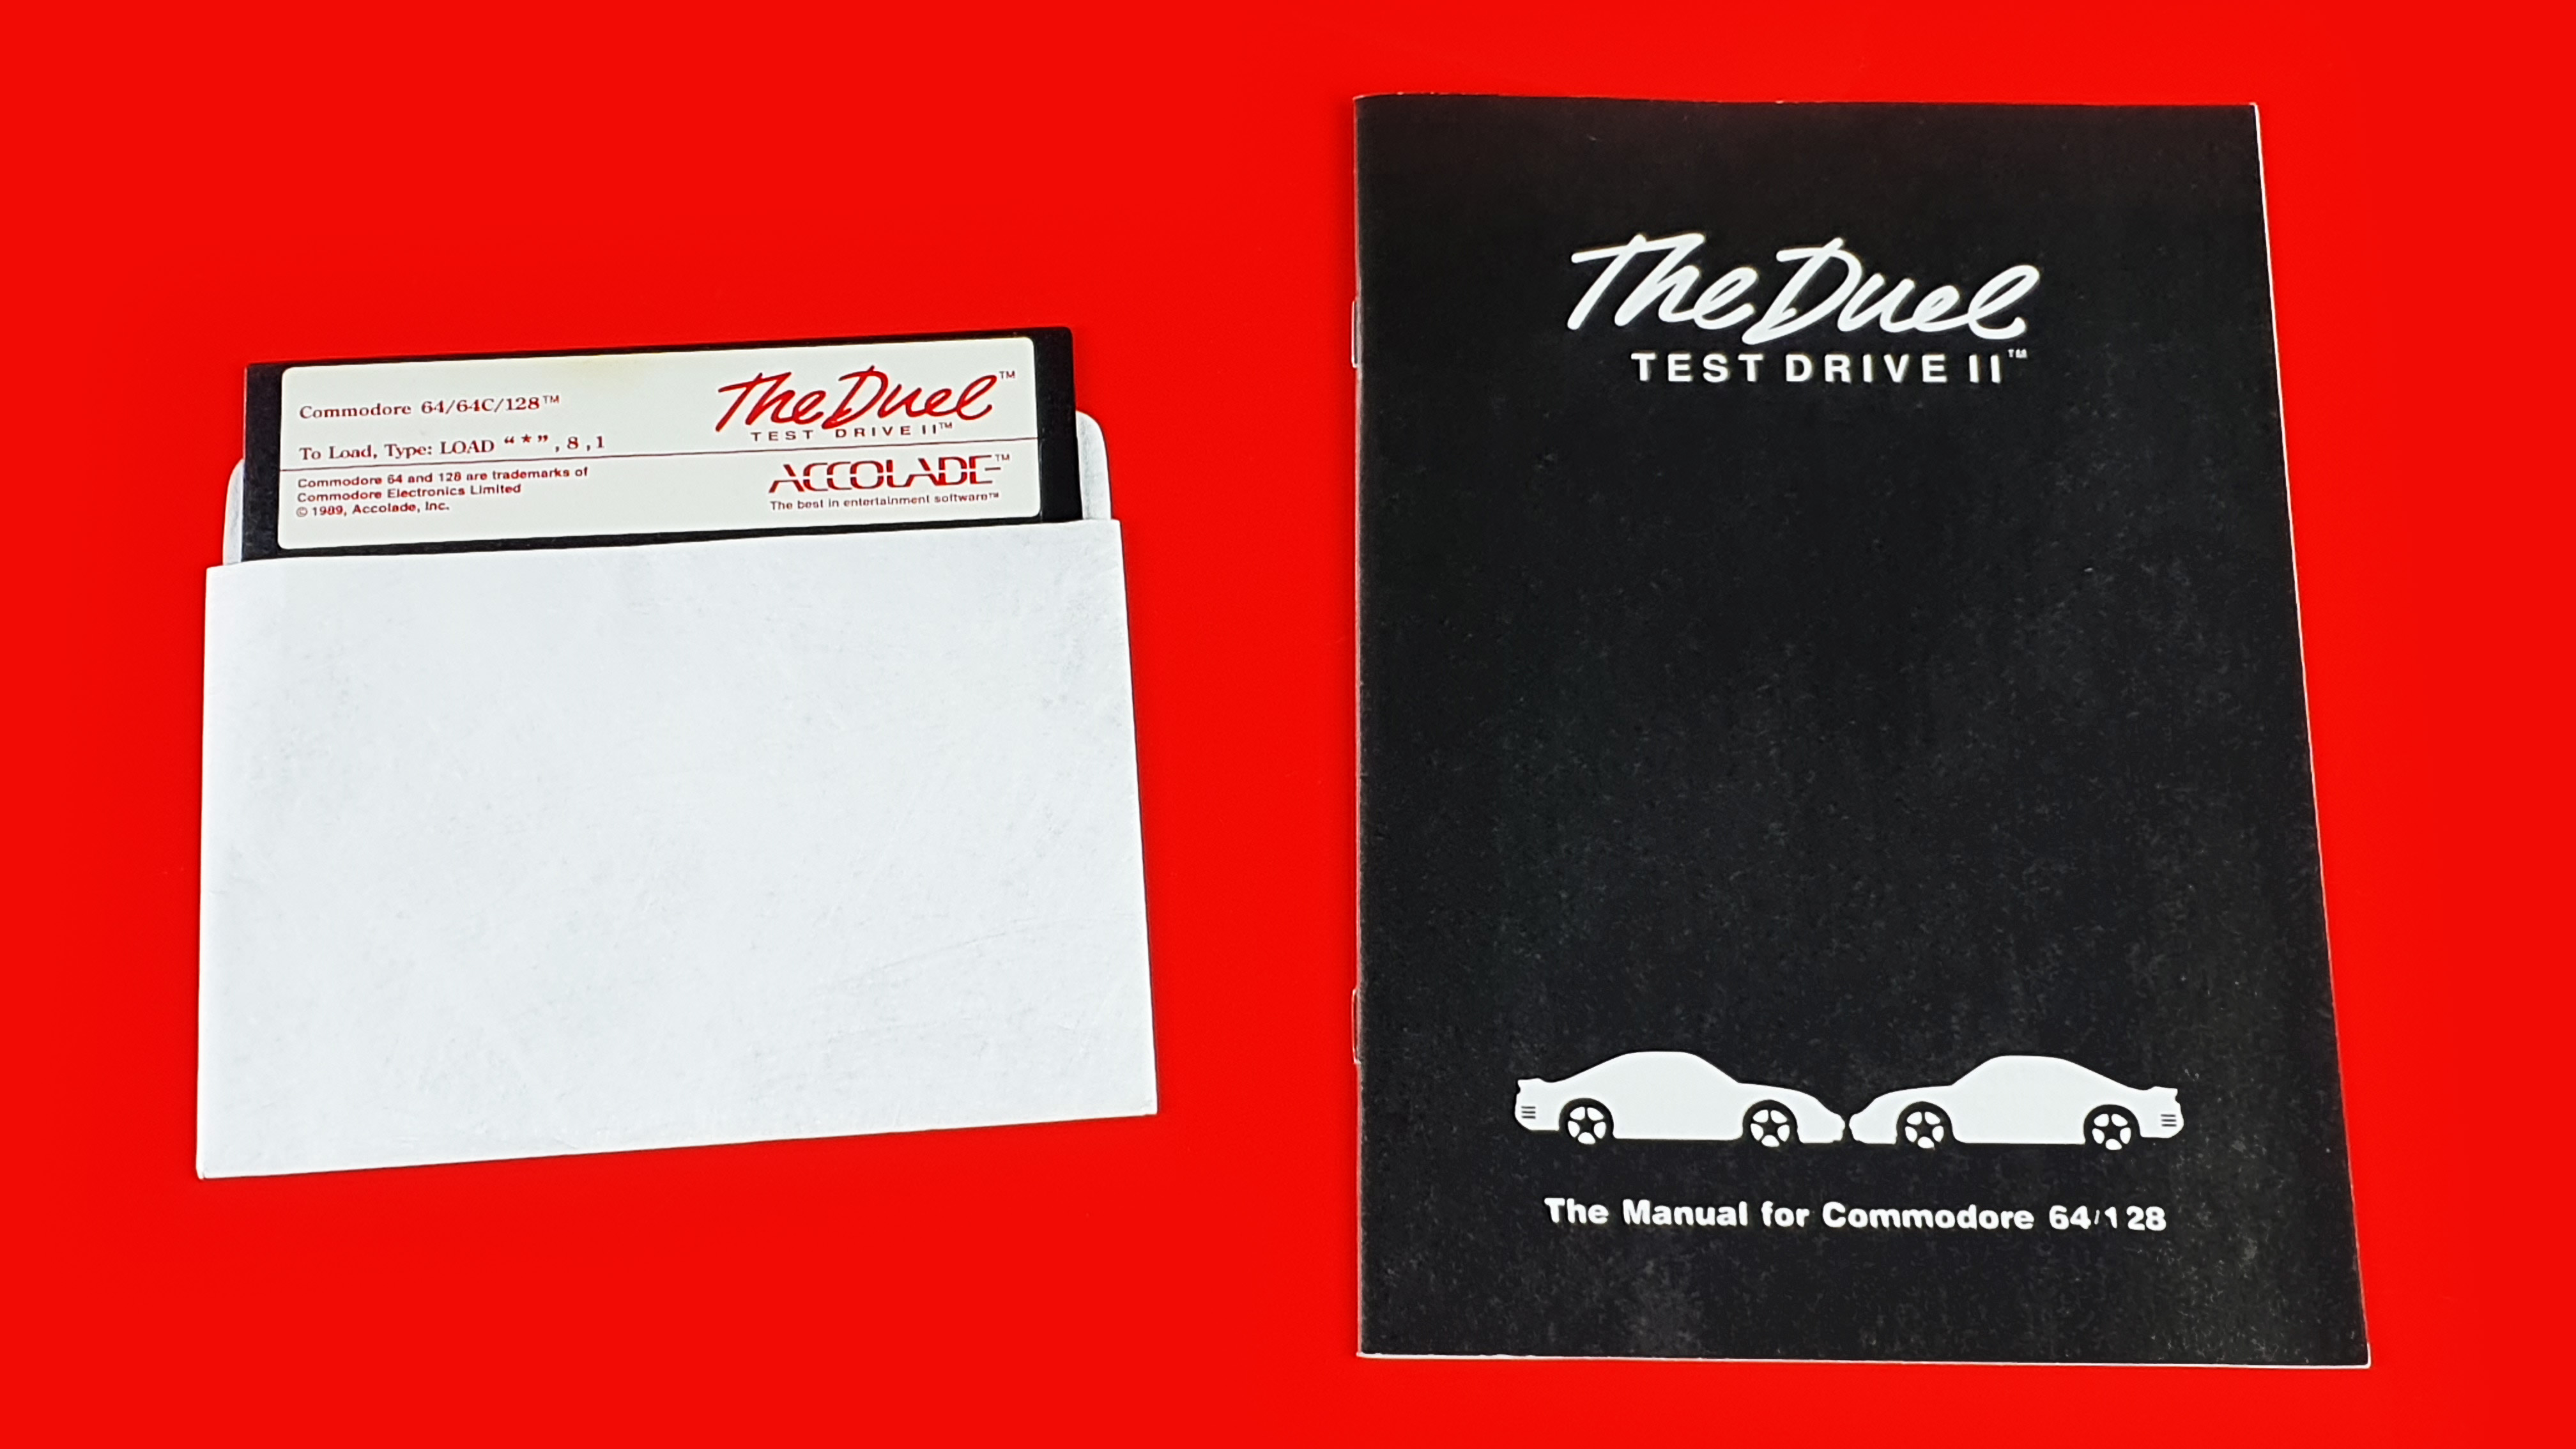 Commodore 64/64C/128™
To Load, Type: LOAD “*”,8,1
Commodore 64 and 128 are trademarks of
Commodore Electronics Limited
© 1989, Accolade, Inc.
The Duel™
TEST DRIVE II™
ACCOLADE™
The best in entertainment software™
The Duel
TEST DRIVE II™
The Manual for Commodore 64/128